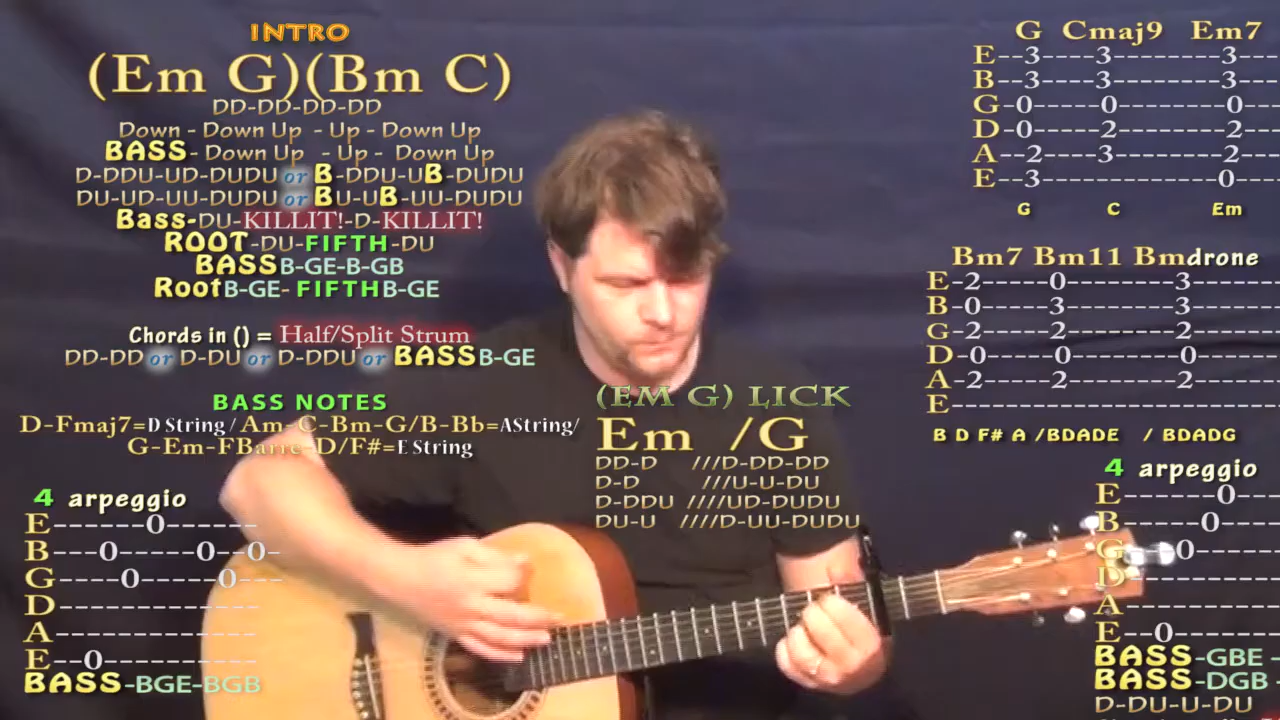 INTRO
(Em G)(Bm C)
DD-DD-DD-DD
Down - Down Up - Up - Down Up
BASS- Down Up - Up - Down Up
D-DDU-UD-DUDU or B-DDU-UB-DUDU
DU-UD-UU-DUDU or BU-UB-UU-DUDU
Bass-DU-KILLIT!-D-KILLIT!
ROOT-DU-FIFTH-DU
BASSB-GE-B-GB
RootB-GE- FIFTHB-GE
Chords in () = Half/Split Strum
DD-DD or D-DU or D-DDU or BASSB-GE
BASS NOTES
D-Fmaj7=D String / Am-C-Bm-G/B-Bb=AString/
G-Em-FBarre-D/F#=E String
4 arpeggio
E------0------
B---0-----0--0-
G----0-----0--
D------------
A------------
E--0---------
BASS-BGE-BGB
(EM G) LICK
Em /G
DD-D ///D-DD-DD
D-D ///U-U-DU
D-DDU ////UD-DUDU
DU-U ////D-UU-DUDU
G Cmaj9 Em7
E--3----3--------3---
B--3----3--------3---
G-0-----0--------0---
D-0-----2--------2---
A--2----3--------2---
E--3-------------0---
G C Em
Bm7 Bm11 Bmdrone
E-2------0--------3----
B-0------3--------3----
G-2------2--------2----
D-0------0--------0----
A-2------2--------2----
E----------------------
B D F# A /BDADE / BDADG
4 arpeggio
E-------0---
B------0----
G----0------
D-----------
A-----------
E--0--------
BASS-GBE -
BASS-DGB -
D-DU-U-DU